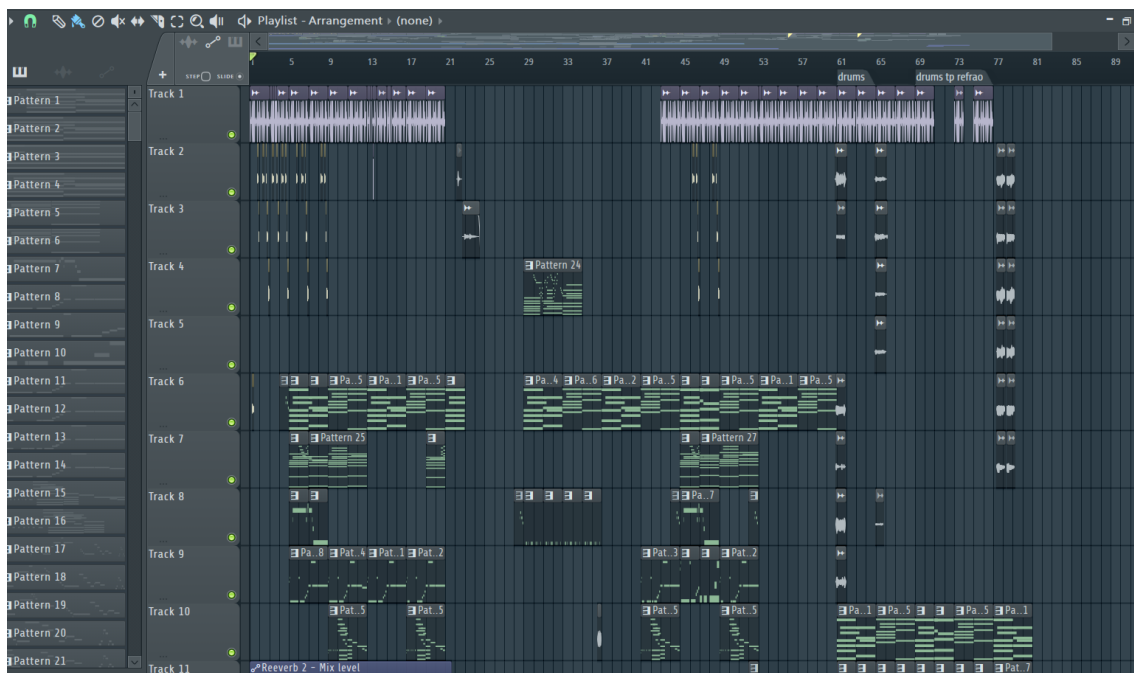 Playlist - Arrangement ▸ (none) ▸
5 9 13 17 21 25 29 33 37 41 45 49 53 57 61 65 69 73 77 81 85 89
STEP SLIDE
drums
drums tp refrao
Pattern 1
Pattern 2
Pattern 3
Pattern 4
Pattern 5
Pattern 6
Pattern 7
Pattern 8
Pattern 9
Pattern 10
Pattern 11
Pattern 12
Pattern 13
Pattern 14
Pattern 15
Pattern 16
Pattern 17
Pattern 18
Pattern 19
Pattern 20
Pattern 21
Track 1
Track 2
Track 3
Track 4
Pattern 24
Track 5
Track 6
Pa..5 Pa..1 Pa..5 Pa..4 Pa..6 Pa..2 Pa..5 Pa..5 Pa..1 Pa..5
Track 7
Pattern 25 Pattern 27
Track 8
Pa..7
Track 9
Pa..8 Pat..4 Pat..1 Pat..2 Pat..3 Pat..2
Track 10
Pat..5 Pat..5 Pat..5 Pat..5 Pa..1 Pa..5 Pa..5 Pa..1
Track 11
Reeverb 2 - Mix level
Pat..7